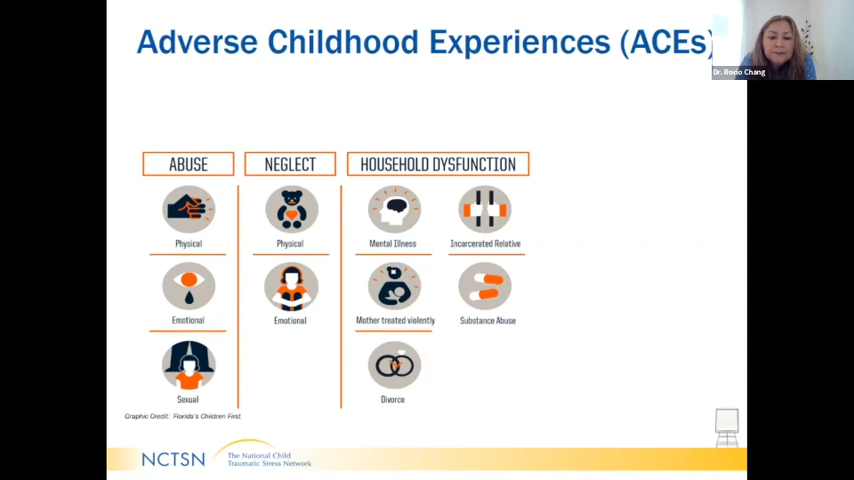 Adverse Childhood Experiences (ACEs)
Dr. Rocio Chang
ABUSE
NEGLECT
HOUSEHOLD DYSFUNCTION
Physical
Physical
Mental Illness
Incarcerated Relative
Emotional
Emotional
Mother treated violently
Substance Abuse
Sexual
Divorce
Graphic Credit: Florida's Children First
NCTSN
The National Child
Traumatic Stress Network